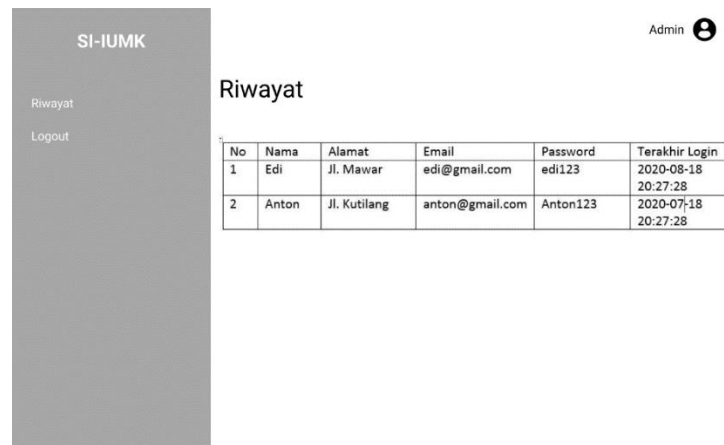 SI-IUMK
Admin
Riwayat
Logout
Riwayat
No Nama Alamat Email Password Terakhir Login
1 Edi Jl. Mawar edi@gmail.com edi123 2020-08-18
20:27:28
2 Anton Jl. Kutilang anton@gmail.com Anton123 2020-07-18
20:27:28